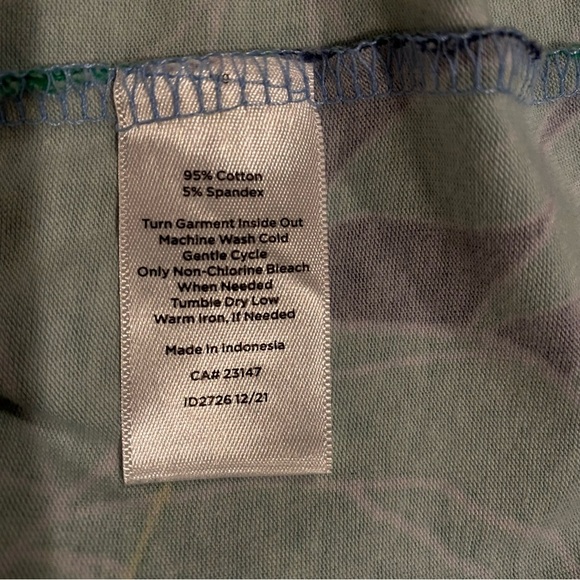 95% Cotton
5% Spandex
Turn Garment Inside Out
Machine Wash Cold
Gentle Cycle
Only Non-Chlorine Bleach
When Needed
Tumble Dry Low
Warm Iron, If Needed
Made In Indonesia
CA# 23147
ID2726 12/21